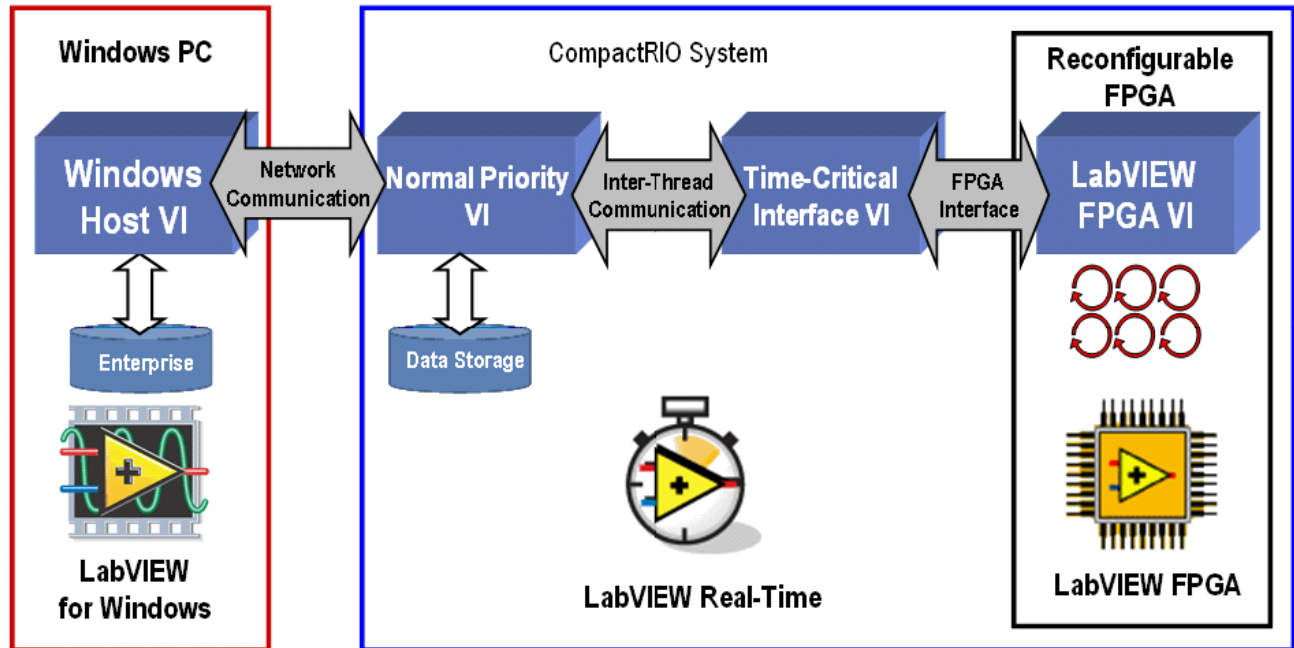 Windows PC
CompactRIO System
Reconfigurable
FPGA
Windows
Host VI
Network
Communication
Normal Priority
VI
Inter-Thread
Communication
Time-Critical
Interface VI
FPGA
Interface
LabVIEW
FPGA VI
Enterprise
Data Storage
LabVIEW
for Windows
LabVIEW Real-Time
LabVIEW FPGA